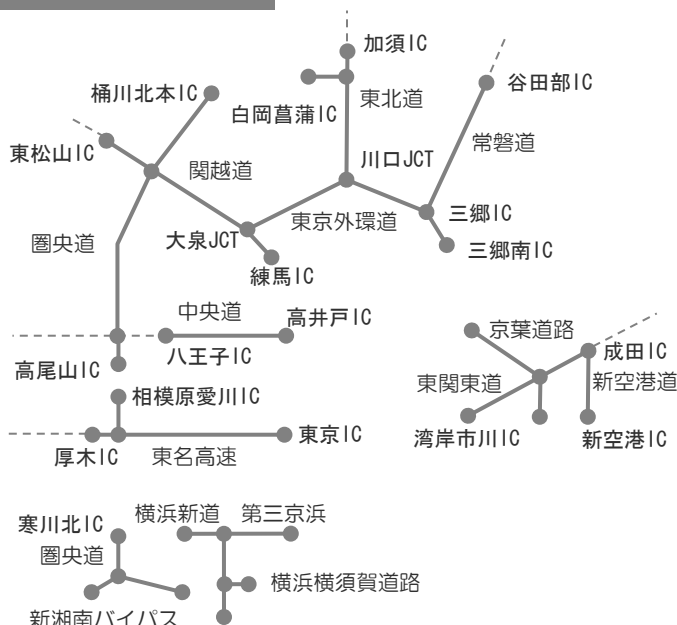 加須IC
桶川北本IC
白岡菖蒲IC
東北道
谷田部IC
東松山IC
関越道
川口JCT
常磐道
圏央道
大泉JCT
東京外環道
三郷IC
練馬IC
三郷南IC
中央道
高井戸IC
八王子IC
高尾山IC
京葉道路
成田IC
東関東道
新空港道
相模原愛川IC
湾岸市川IC
新空港IC
厚木IC
東名高速
東京IC
寒川北IC
横浜新道
第三京浜
圏央道
横浜横須賀道路
新湘南バイパス